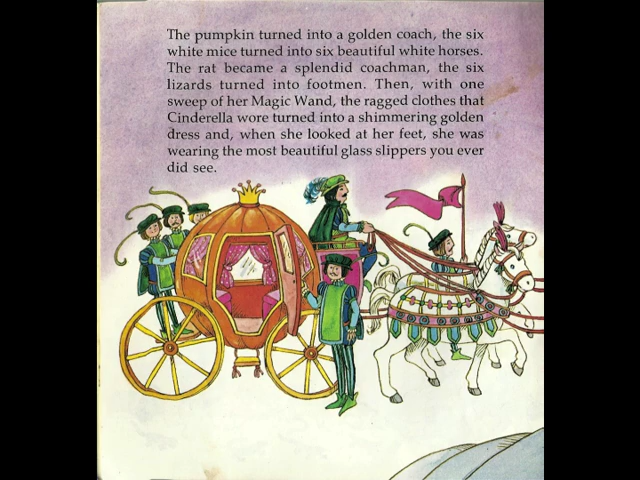 The pumpkin turned into a golden coach, the six
white mice turned into six beautiful white horses.
The rat became a splendid coachman, the six
lizards turned into footmen. Then, with one
sweep of her Magic Wand, the ragged clothes that
Cinderella wore turned into a shimmering golden
dress and, when she looked at her feet, she was
wearing the most beautiful glass slippers you ever
did see.